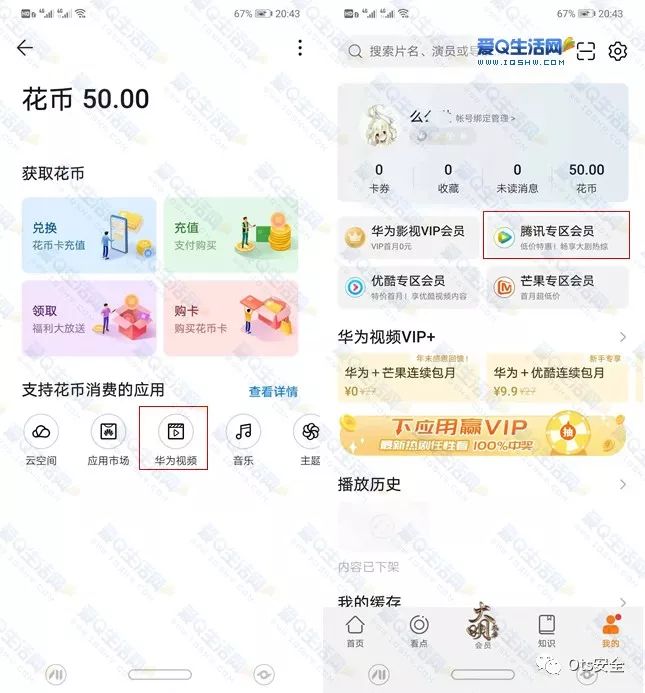 67% 20:43
花币 50.00
获取花币
兑换
花币卡充值
充值
支付购买
领取
福利大放送
购卡
购买花币卡
支持花币消费的应用
查看详情
云空间
应用市场
华为视频
音乐
主题
67% 20:43
搜索片名、演员或导
爱Q生活网
WWW.IQSHW.COM
么么
帐号绑定管理>
0
卡券
0
收藏
0
未读消息
50.00
花币
华为影视VIP会员
VIP首月0元
腾讯专区会员
低价特惠！畅享大剧热综
优酷专区会员
特价首月！享优酷视频内容
芒果专区会员
首月超低价
华为视频VIP+
年末感恩回馈!
华为+芒果连续包月
¥0 ¥27
新手专享
华为+优酷连续包月
¥9.9 ¥27
下应用赢VIP
最新热剧任性看 100%中奖
抽
播放历史
内容已下架
我的缓存
首页
看点
大明
会员
知识
我的
Ots安全